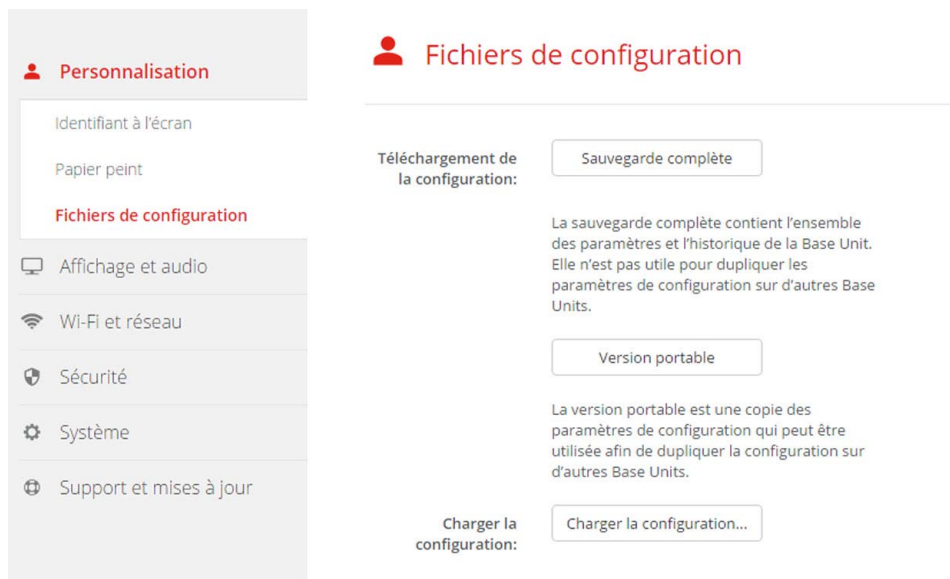 Personnalisation
Identifiant à l'écran
Papier peint
Fichiers de configuration
Affichage et audio
Wi-Fi et réseau
Sécurité
Système
Support et mises à jour
Fichiers de configuration
Téléchargement de
la configuration:
Sauvegarde complète
La sauvegarde complète contient l'ensemble
des paramètres et l'historique de la Base Unit.
Elle n'est pas utile pour dupliquer les
paramètres de configuration sur d'autres Base
Units.
Version portable
La version portable est une copie des
paramètres de configuration qui peut être
utilisée afin de dupliquer la configuration sur
d'autres Base Units.
Charger la
configuration:
Charger la configuration...